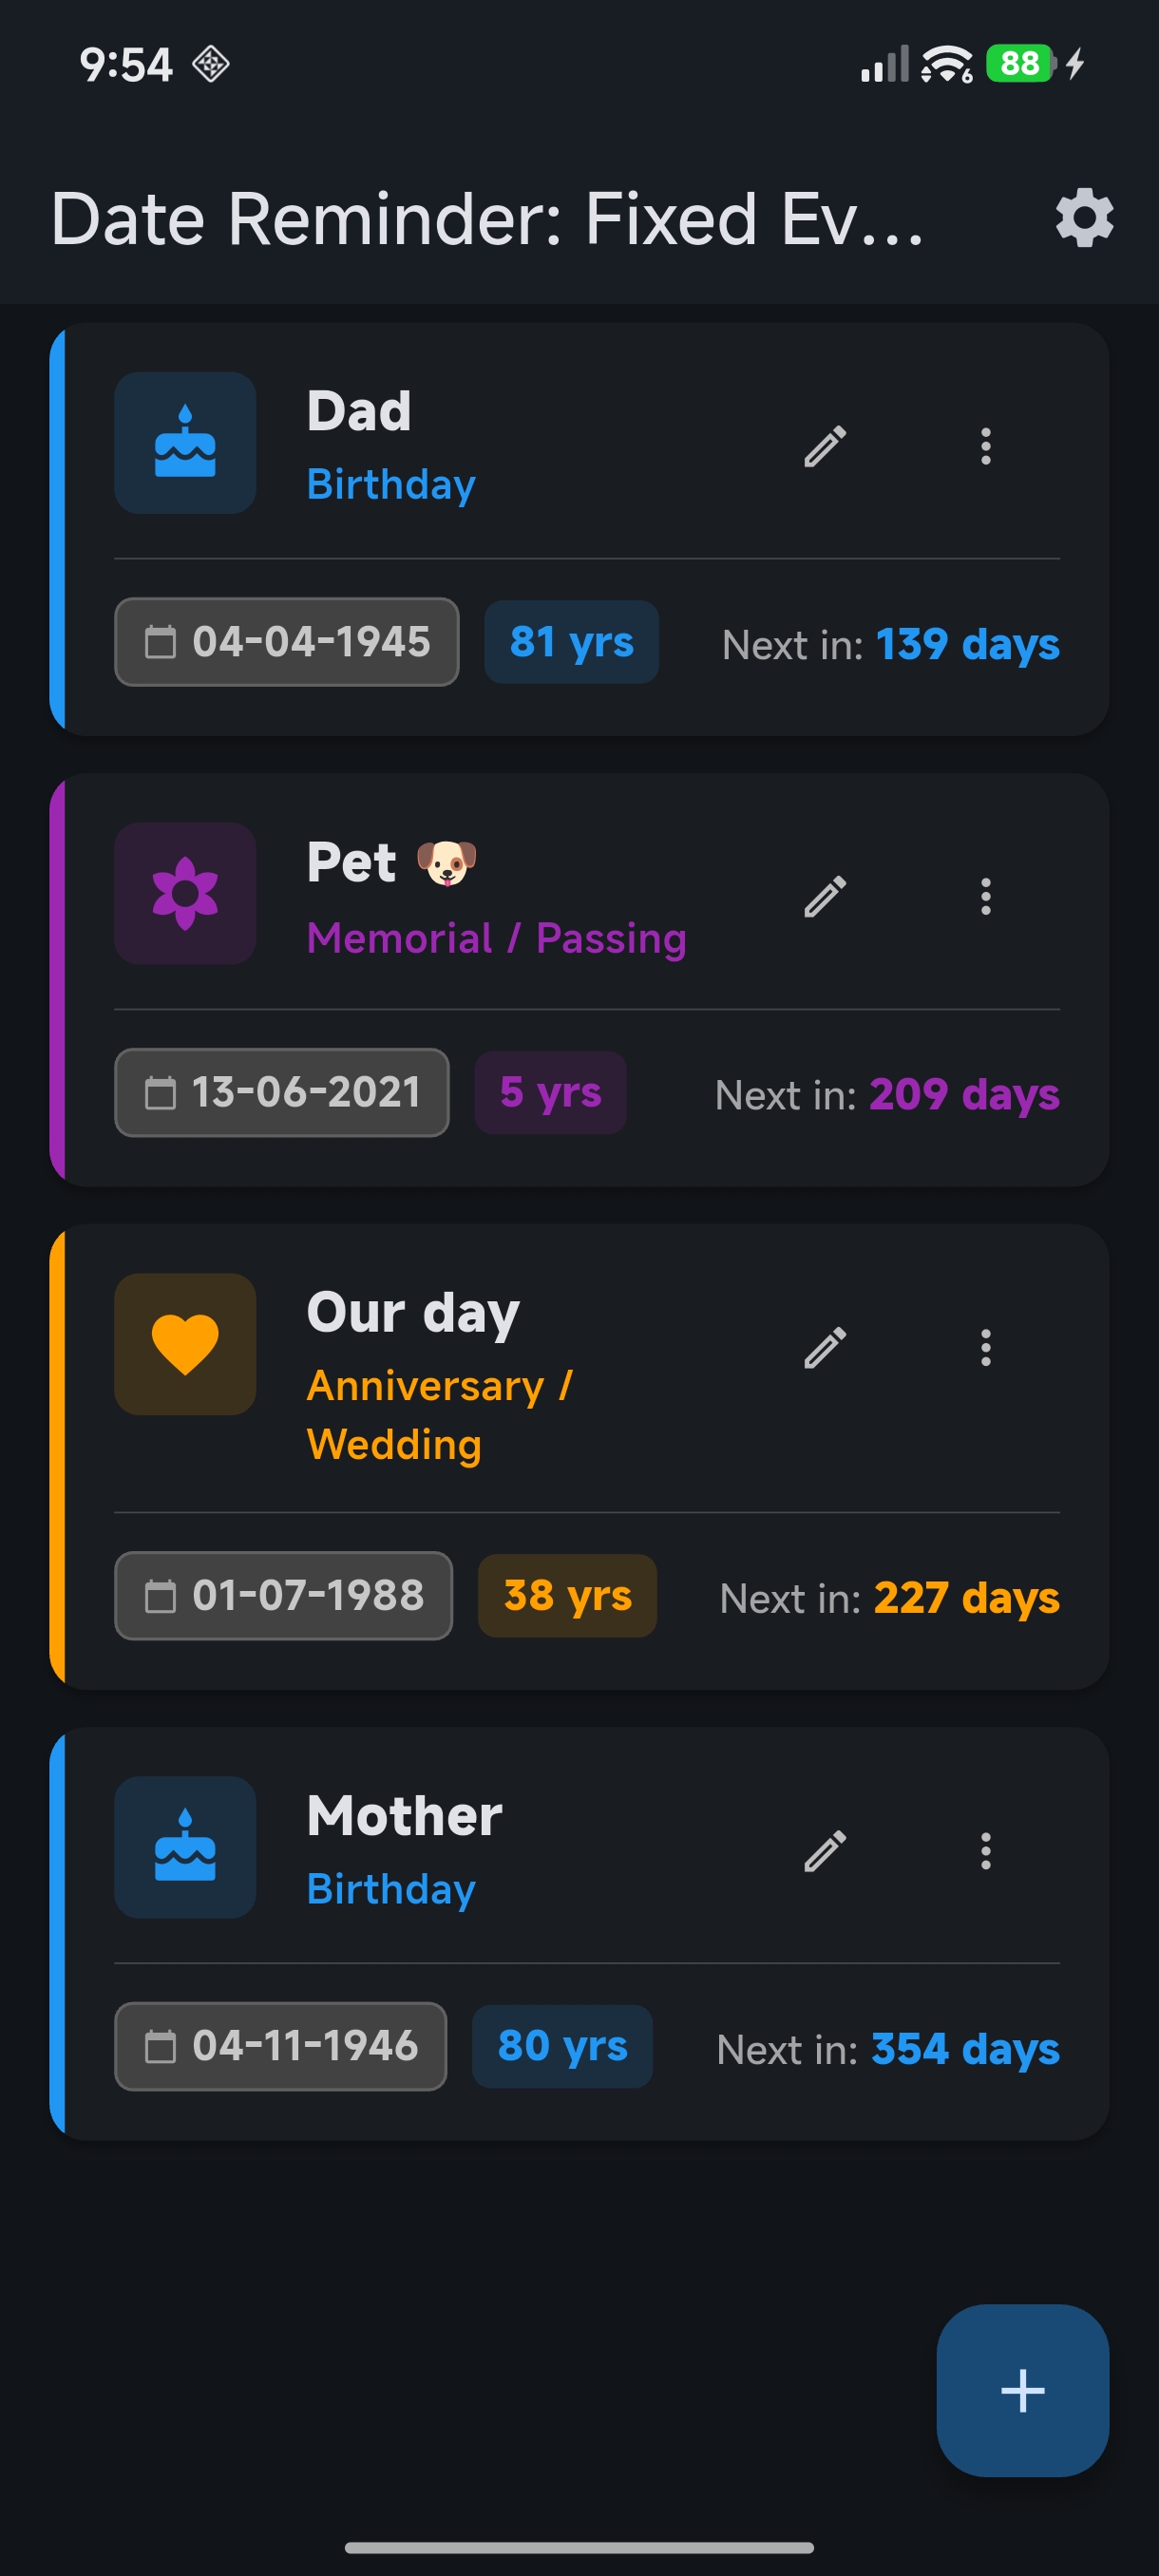 9:54
6
88
Date Reminder: Fixed Ev...
Dad
Birthday
04-04-1945
81 yrs
Next in: 139 days
Pet 🐶
Memorial / Passing
13-06-2021
5 yrs
Next in: 209 days
Our day
Anniversary /
Wedding
01-07-1988
38 yrs
Next in: 227 days
Mother
Birthday
04-11-1946
80 yrs
Next in: 354 days
+